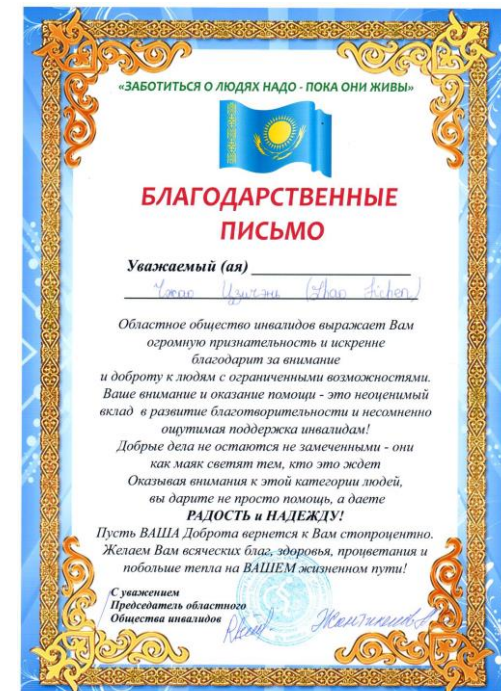 «ЗАБОТИТЬСЯ О ЛЮДЯХ НАДО - ПОКА ОНИ ЖИВЫ»
БЛАГОДАРСТВЕННЫЕ
ПИСЬМО
Уважаемый (ая)
Чжао Цзичэнь (Zhao Jichen)
Областное общество инвалидов выражает Вам
огромную признательность и искренне
благодарит за внимание
и доброту к людям с ограниченными возможностями.
Ваше внимание и оказание помощи - это неоценимый
вклад в развитие благотворительности и несомненно
ощутимая поддержка инвалидам!
Добрые дела не остаются не замеченными - они
как маяк светят тем, кто это ждет
Оказывая внимания к этой категории людей,
вы дарите не просто помощь, а даете
РАДОСТЬ и НАДЕЖДУ!
Пусть ВАША Доброта вернется к Вам стопроцентно.
Желаем Вам всяческих благ, здоровья, процветания и
побольше тепла на ВАШЕМ жизненном пути!
С уважением
Председатель областного
Общества инвалидов